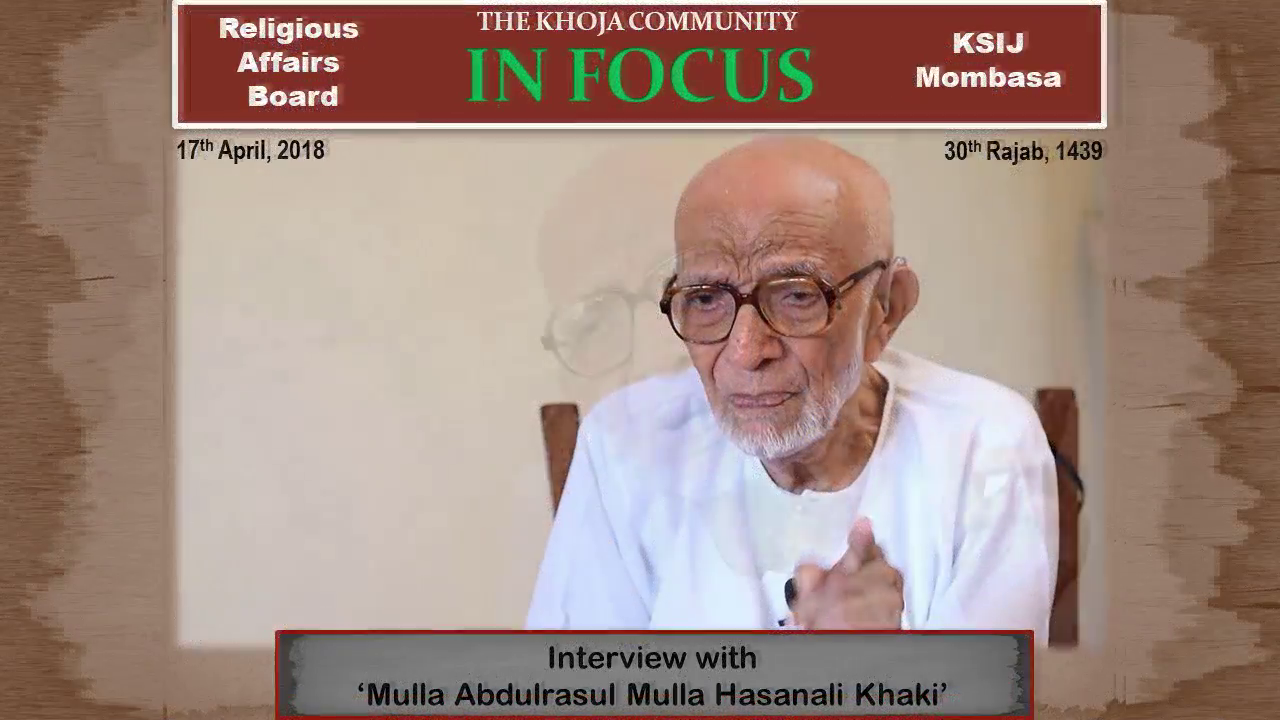 Religious
Affairs
Board
THE KHOJA COMMUNITY
IN FOCUS
KSIJ
Mombasa
17th April, 2018
30th Rajab, 1439
Interview with
‘Mulla Abdulrasul Mulla Hasanali Khaki’